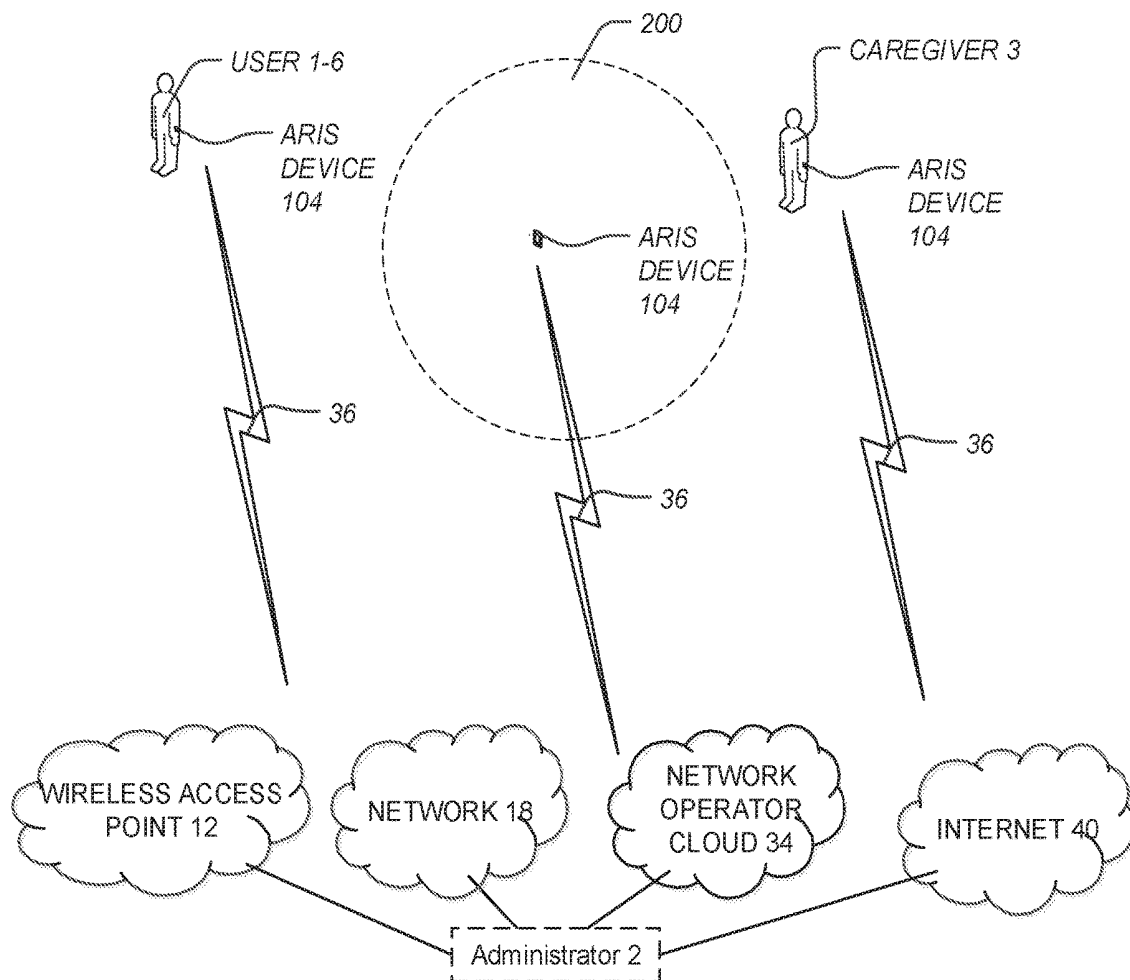 200
USER 1-6
CAREGIVER 3
ARIS
DEVICE
104
ARIS
DEVICE
104
ARIS
DEVICE
104
36
36
36
WIRELESS ACCESS
POINT 12
NETWORK 18
NETWORK
OPERATOR
CLOUD 34
INTERNET 40
Administrator 2